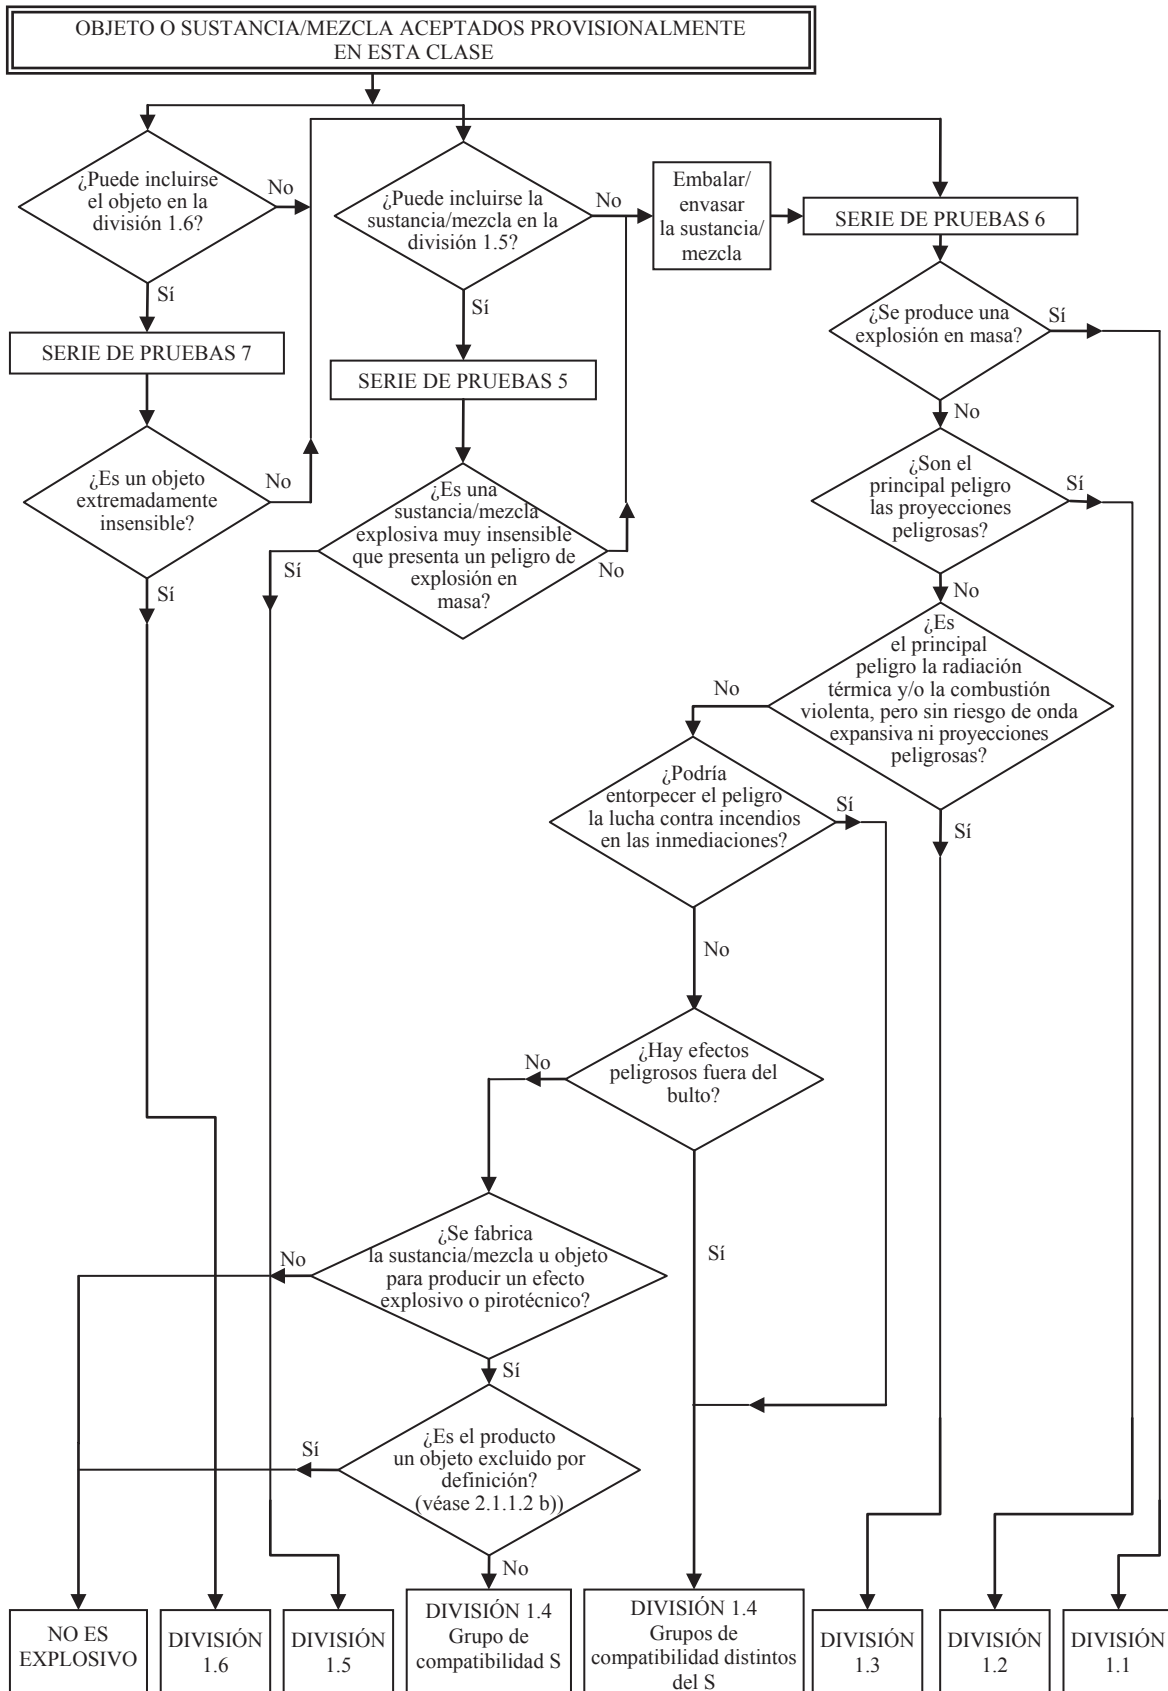 OBJETO O SUSTANCIA/MEZCLA ACEPTADOS PROVISIONALMENTE
EN ESTA CLASE
¿Puede incluirse
el objeto en la
división 1.6?
No
Sí
¿Puede incluirse la
sustancia/mezcla en la
división 1.5?
No
Sí
Embalar/
envasar
la sustancia/
mezcla
SERIE DE PRUEBAS 6
SERIE DE PRUEBAS 7
SERIE DE PRUEBAS 5
¿Se produce una
explosión en masa?
Sí
No
¿Es un objeto
extremadamente
insensible?
No
Sí
¿Es una
sustancia/mezcla
explosiva muy insensible
que presenta un peligro de
explosión en
masa?
Sí
No
¿Son el
principal peligro
las proyecciones
peligrosas?
Sí
No
¿Es
el principal
peligro la radiación
térmica y/o la combustión
violenta, pero sin riesgo de onda
expansiva ni proyecciones
peligrosas?
No
Sí
¿Podría
entorpecer el peligro
la lucha contra incendios
en las inmediaciones?
Sí
No
¿Hay efectos
peligrosos fuera del
bulto?
No
Sí
¿Se fabrica
la sustancia/mezcla u objeto
para producir un efecto
explosivo o pirotécnico?
No
Sí
¿Es el producto
un objeto excluido por
definición?
(véase 2.1.1.2 b))
Sí
No
NO ES
EXPLOSIVO
DIVISIÓN
1.6
DIVISIÓN
1.5
DIVISIÓN 1.4
Grupo de
compatibilidad S
DIVISIÓN 1.4
Grupos de
compatibilidad distintos
del S
DIVISIÓN
1.3
DIVISIÓN
1.2
DIVISIÓN
1.1